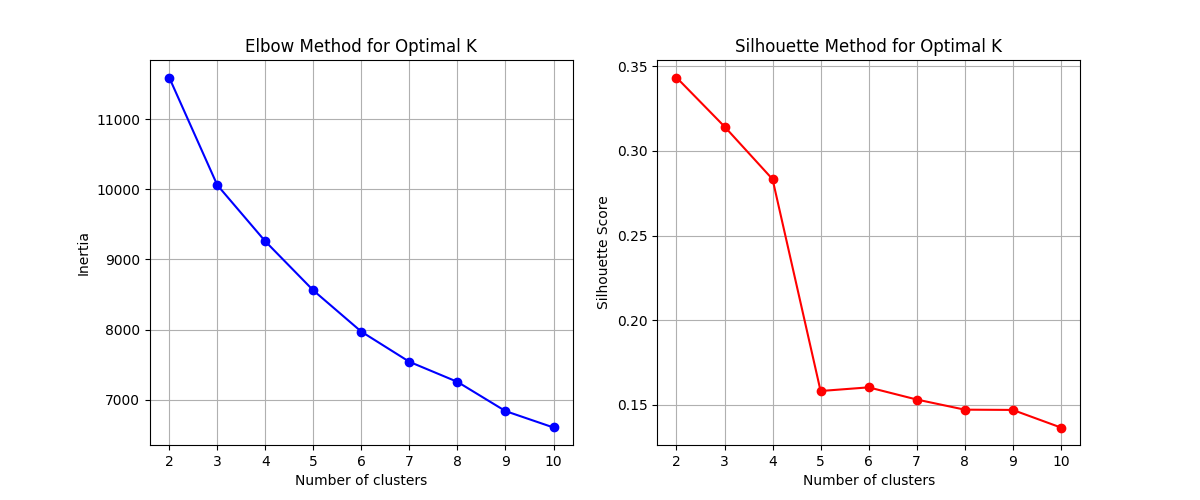 Elbow Method for Optimal K
11000
10000
9000
8000
7000
Inertia
2 3 4 5 6 7 8 9 10
Number of clusters
Silhouette Method for Optimal K
0.35
0.30
0.25
0.20
0.15
Silhouette Score
2 3 4 5 6 7 8 9 10
Number of clusters